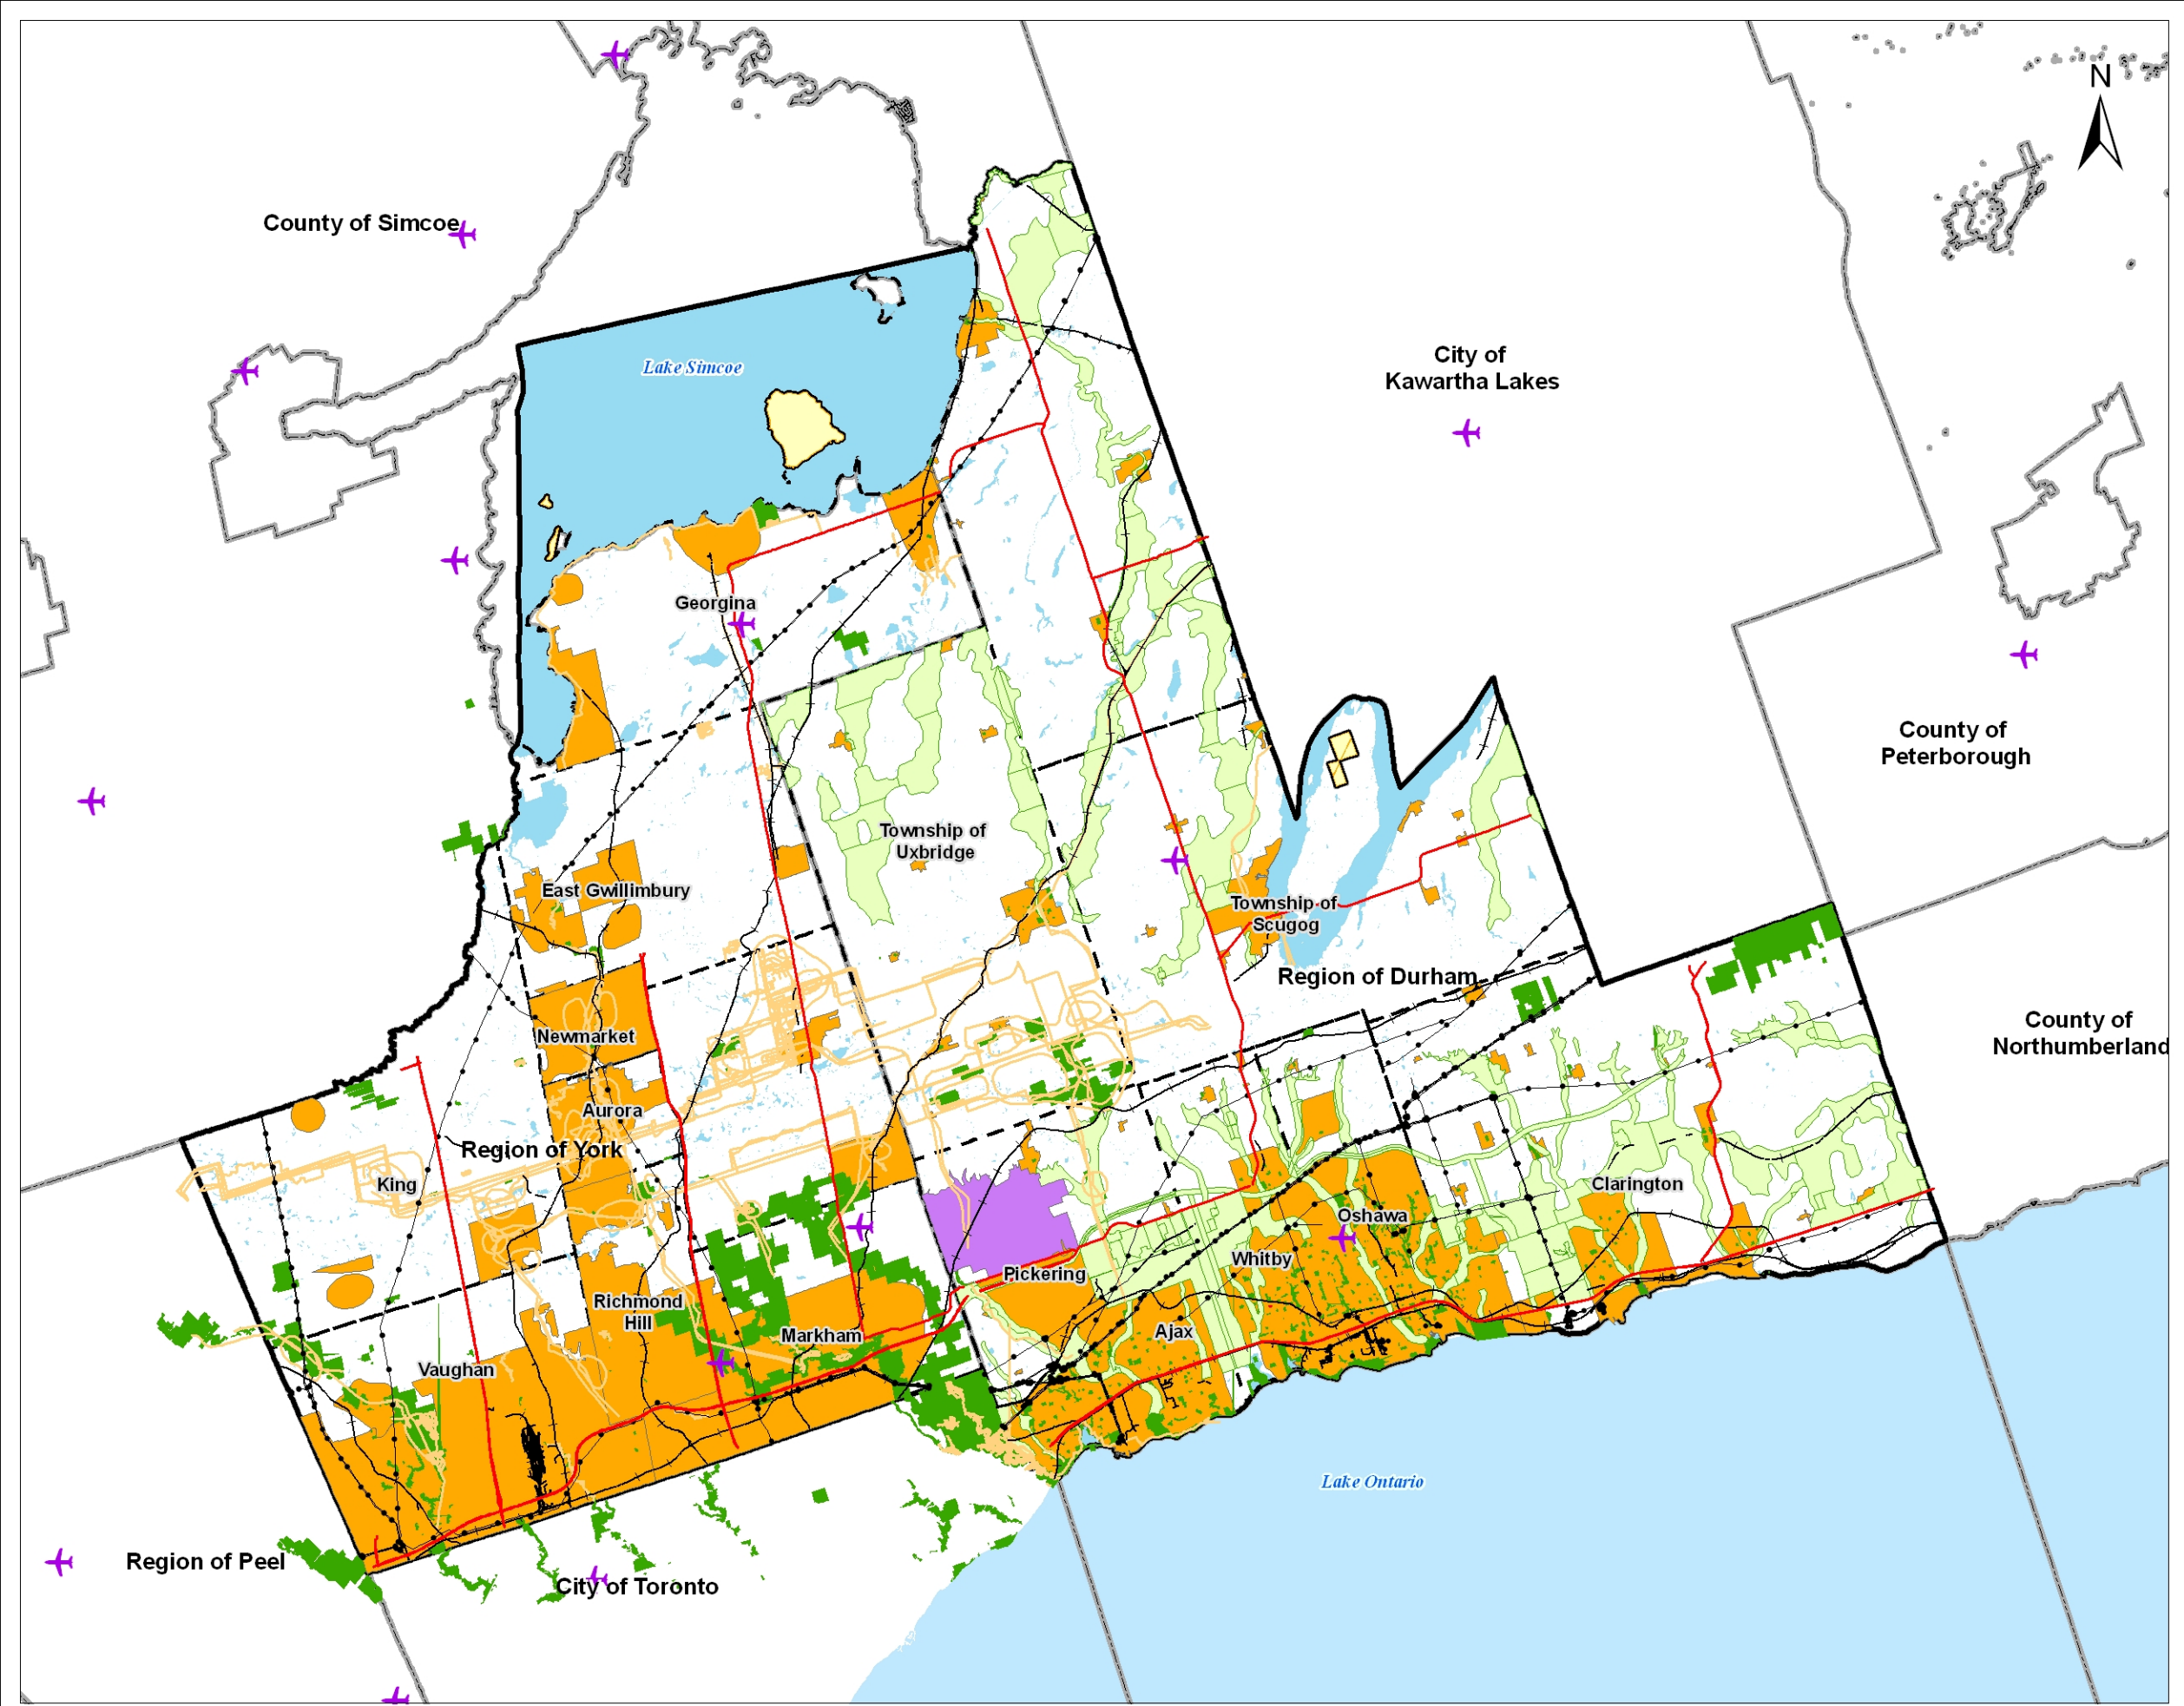 N
County of Simcoe
City of
Kawartha Lakes
Lake Simcoe
Georgina
County of
Peterborough
Township of
Uxbridge
East Gwillimbury
Township of
Scugog
Region of Durham
County of
Northumberland
Newmarket
Aurora
Region of York
King
Clarington
Oshawa
Whitby
Pickering
Richmond
Hill
Markham
Ajax
Vaughan
Lake Ontario
Region of Peel
City of Toronto